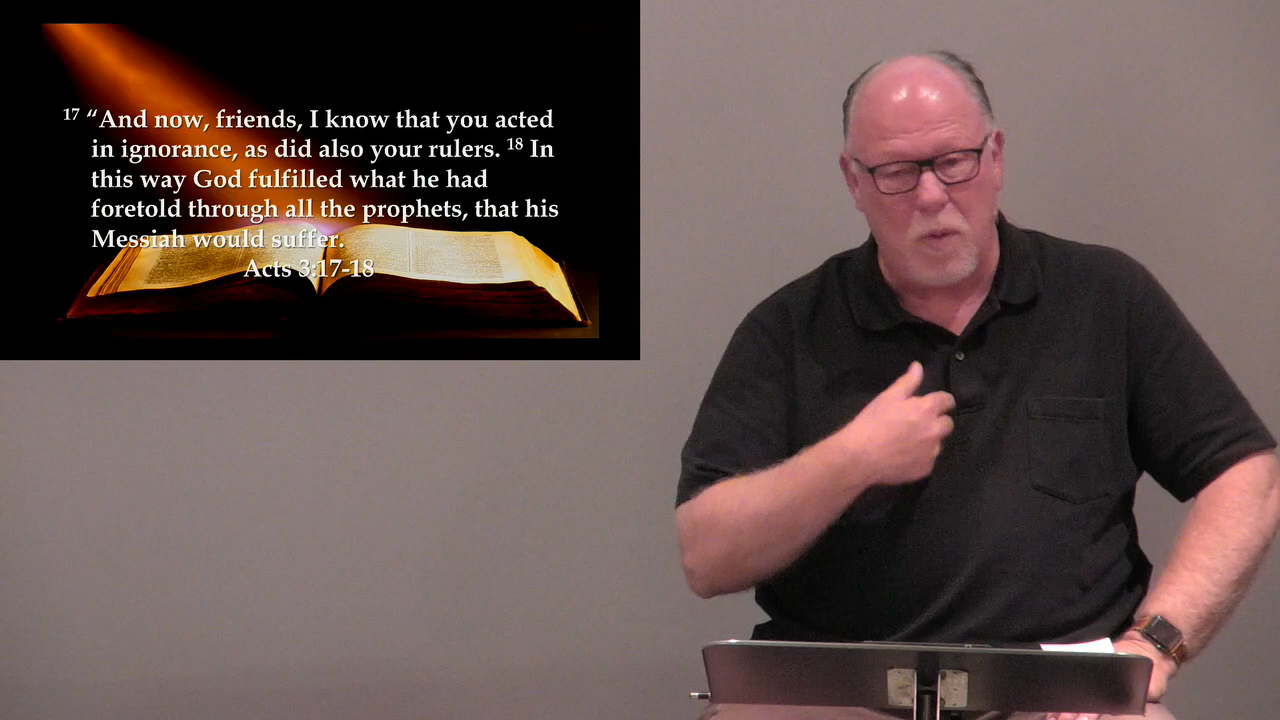 17 “And now, friends, I know that you acted
in ignorance, as did also your rulers. 18 In
this way God fulfilled what he had
foretold through all the prophets, that his
Messiah would suffer.
Acts 3:17-18